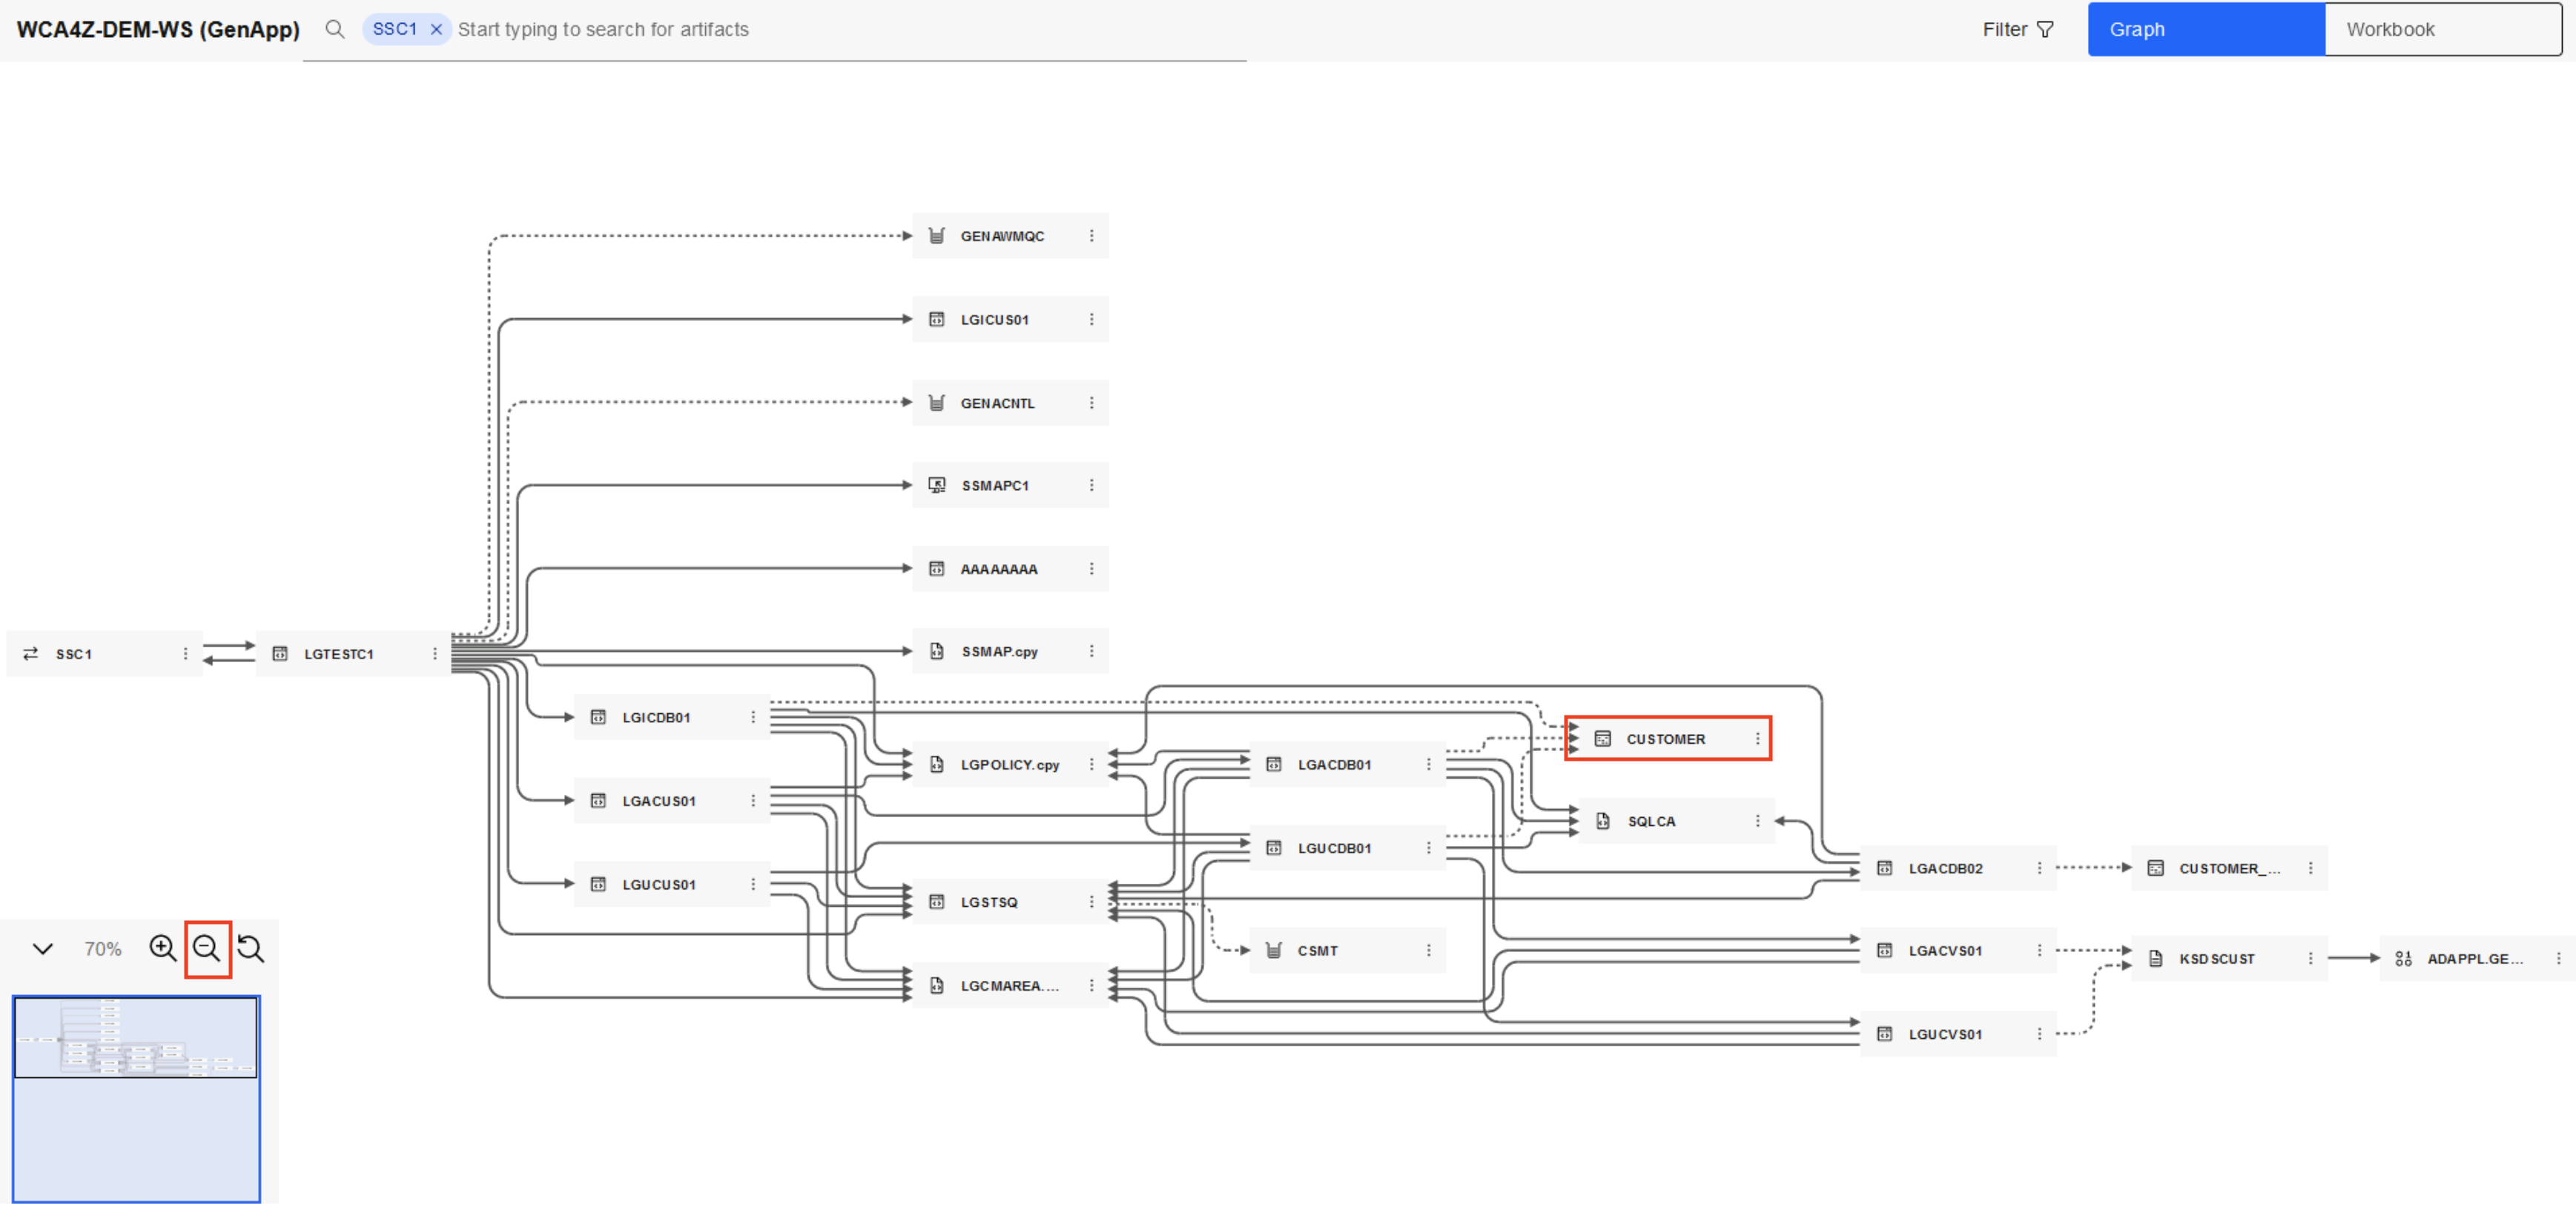 WCA4Z-DEM-WS (GenApp)
SSC1
Start typing to search for artifacts
Filter
Graph
Workbook
GENAWMQC
LGICUS01
GENACNTL
SSMAPC1
AAAAAAAA
SSC1
LGTESTC1
SSMAP.cpy
LGICDB01
CUSTOMER
LGPOLICY.cpy
LGACDB01
LGACUS01
SQLCA
LGUCDB01
LGACDB02
CUSTOMER_...
LGUCUS01
LGSTSQ
70%
CSMT
LGACVS01
KSDSCUST
ADAPPL.GE...
LGCMAREA....
LGUCVS01